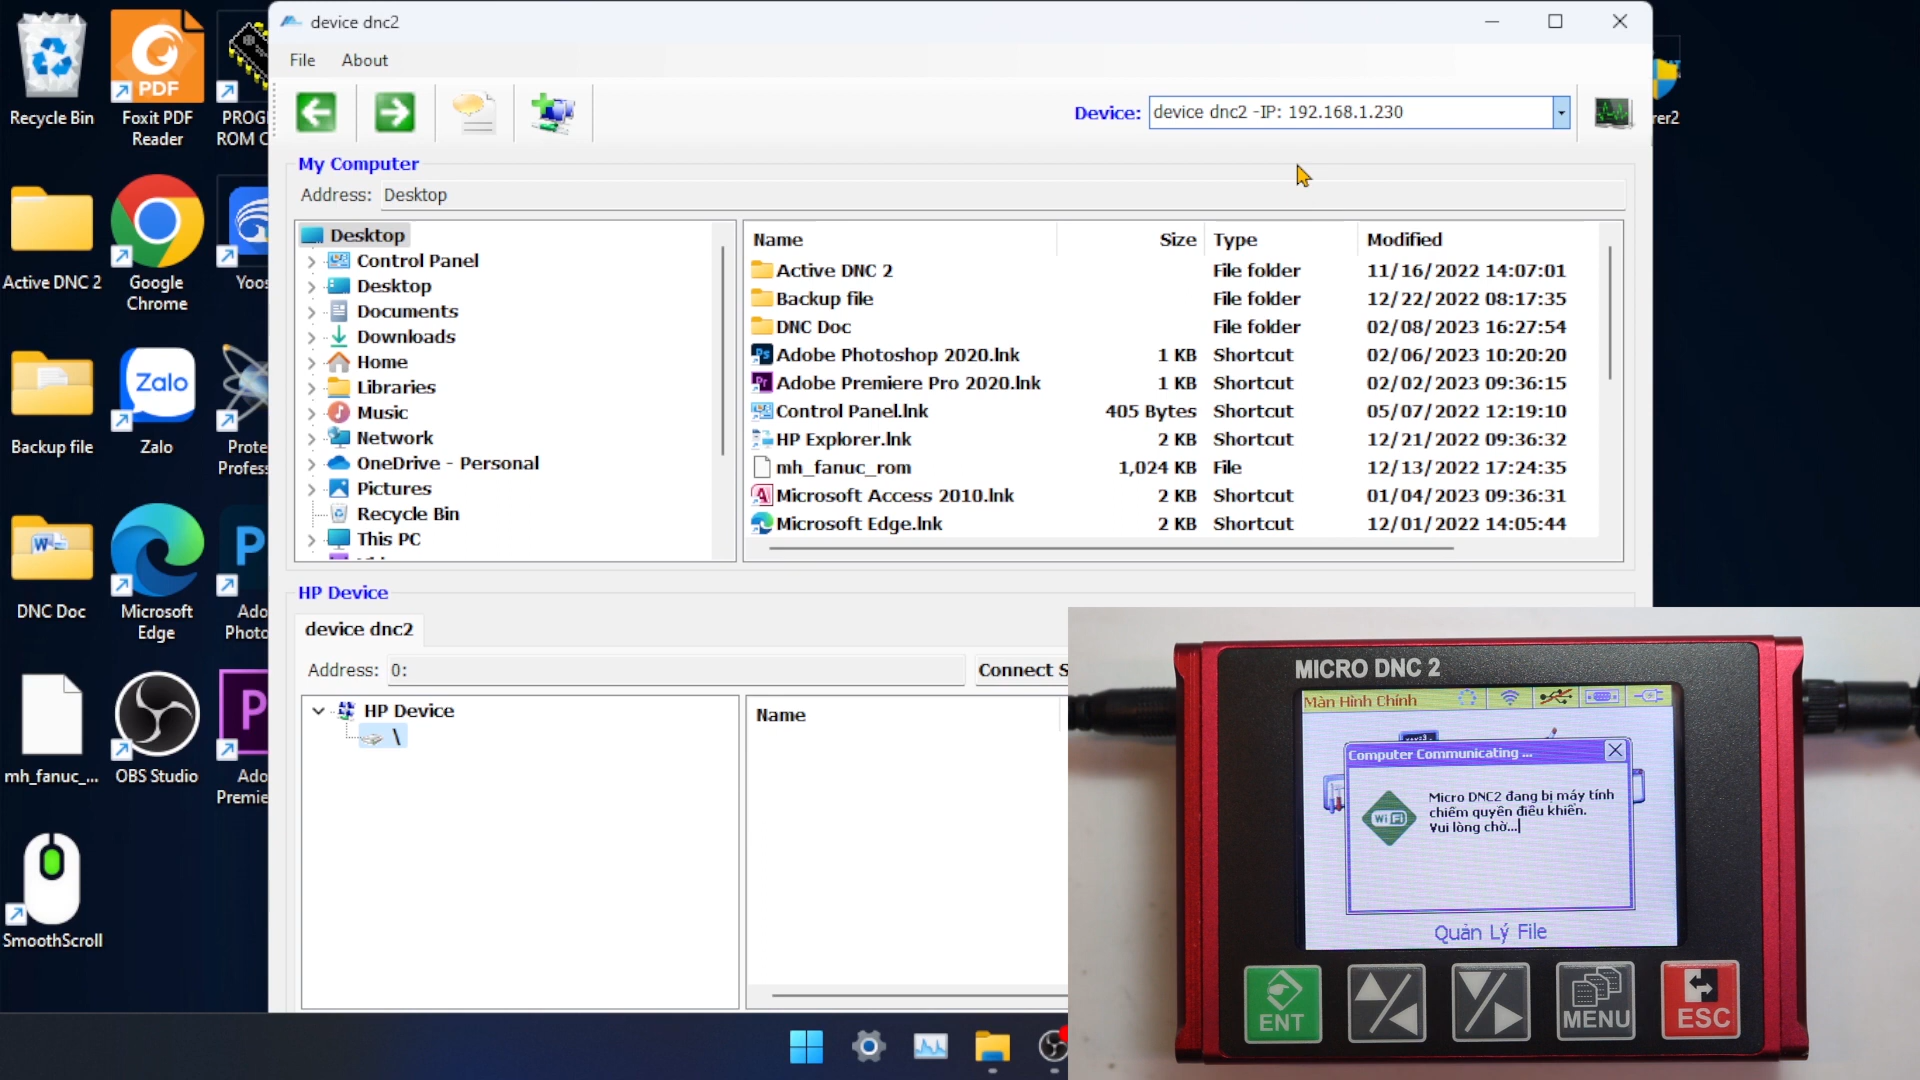 Recycle Bin
Foxit PDF
Reader
PDF
PROG
ROM C
Active DNC 2
Google
Chrome
Yoos
Backup file
Zalo
Zalo
Prote
Profess
DNC Doc
Microsoft
Edge
Ado
Photo
mh_fanuc_...
OBS Studio
Ado
Premie
SmoothScroll
rer2
device dnc2
File
About
Device:
device dnc2 -IP: 192.168.1.230
My Computer
Address:
Desktop
Desktop
Control Panel
Desktop
Documents
Downloads
Home
Libraries
Music
Network
OneDrive - Personal
Pictures
Recycle Bin
This PC
Name Size Type Modified
Active DNC 2 File folder 11/16/2022 14:07:01
Backup file File folder 12/22/2022 08:17:35
DNC Doc File folder 02/08/2023 16:27:54
Adobe Photoshop 2020.lnk 1 KB Shortcut 02/06/2023 10:20:20
Adobe Premiere Pro 2020.lnk 1 KB Shortcut 02/02/2023 09:36:15
Control Panel.lnk 405 Bytes Shortcut 05/07/2022 12:19:10
HP Explorer.lnk 2 KB Shortcut 12/21/2022 09:36:32
mh_fanuc_rom 1,024 KB File 12/13/2022 17:24:35
Microsoft Access 2010.lnk 2 KB Shortcut 01/04/2023 09:36:31
Microsoft Edge.lnk 2 KB Shortcut 12/01/2022 14:05:44
HP Device
device dnc2
Address: 0:
Connect S
HP Device
\
Name
MICRO DNC 2
Màn Hình Chính
Computer Communicating ...
WiFi
Micro DNC2 đang bị máy tính
chiếm quyền điều khiển.
Vui lòng chờ...
Quản Lý File
ENT
MENU
ESC